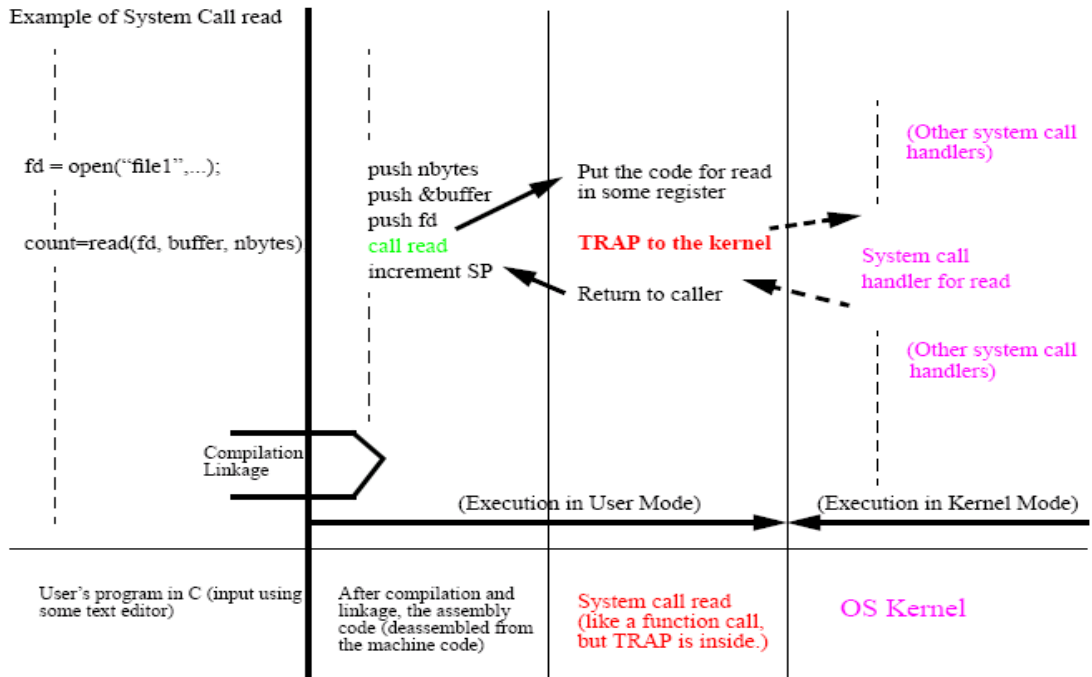 Example of System Call read
fd = open(“file1”,...);
count=read(fd, buffer, nbytes)
Compilation
Linkage
push nbytes
push &buffer
push fd
call read
increment SP
Put the code for read
in some register
TRAP to the kernel
Return to caller
(Other system call
handlers)
System call
handler for read
(Other system call
handlers)
(Execution in User Mode)
(Execution in Kernel Mode)
User’s program in C (input using
some text editor)
After compilation and
linkage, the assembly
code (deassembled from
the machine code)
System call read
(like a function call,
but TRAP is inside.)
OS Kernel